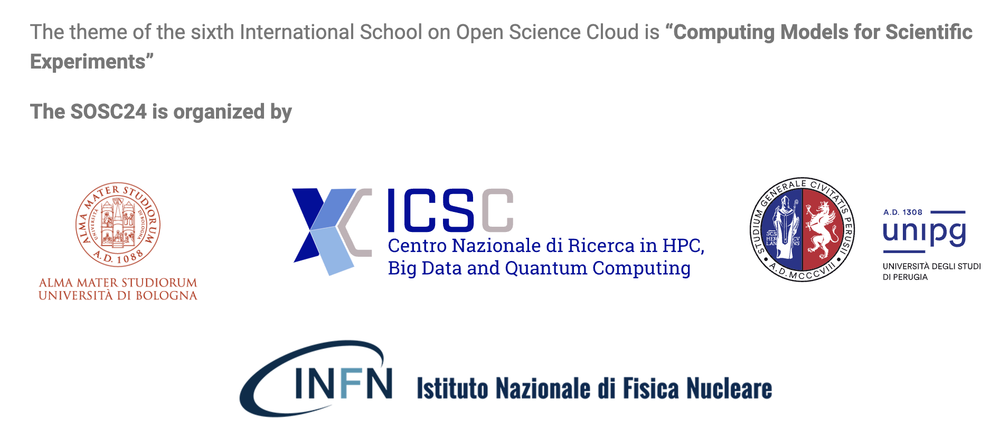 The theme of the sixth International School on Open Science Cloud is “Computing Models for Scientific
Experiments”
The SOSC24 is organized by
ALMA MATER STUDIORUM
UNIVERSITÀ DI BOLOGNA
A.D. 1088
ALMA MATER STUDIORUM
UNIVERSITÀ DI BOLOGNA
ICSC
Centro Nazionale di Ricerca in HPC,
Big Data and Quantum Computing
STUDIUM GENERALE CIVITATIS PERUSII
SCS
HER CV
LAN V.S
A.D. MCCCVIII
A.D. 1308
unipg
UNIVERSITÀ DEGLI STUDI
DI PERUGIA
INFN
Istituto Nazionale di Fisica Nucleare